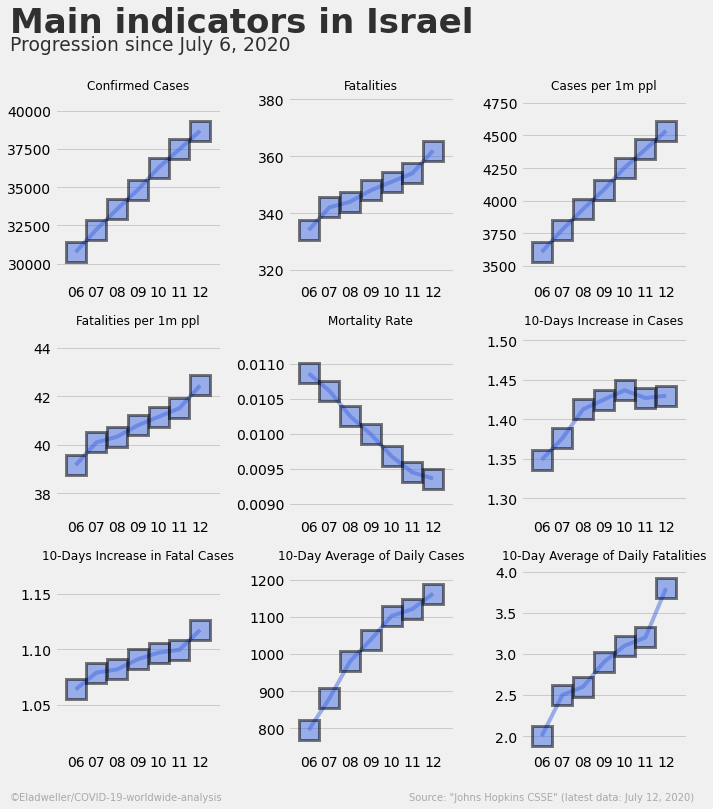 Main indicators in Israel
Progression since July 6, 2020
Confirmed Cases
40000
37500
35000
32500
30000
06 07 08 09 10 11 12
Fatalities
380
360
340
320
06 07 08 09 10 11 12
Cases per 1m ppl
4750
4500
4250
4000
3750
3500
06 07 08 09 10 11 12
Fatalities per 1m ppl
44
42
40
38
06 07 08 09 10 11 12
Mortality Rate
0.0110
0.0105
0.0100
0.0095
0.0090
06 07 08 09 10 11 12
10-Days Increase in Cases
1.50
1.45
1.40
1.35
1.30
06 07 08 09 10 11 12
10-Days Increase in Fatal Cases
1.15
1.10
1.05
06 07 08 09 10 11 12
10-Day Average of Daily Cases
1200
1100
1000
900
800
06 07 08 09 10 11 12
10-Day Average of Daily Fatalities
4.0
3.5
3.0
2.5
2.0
06 07 08 09 10 11 12
©Eladweller/COVID-19-worldwide-analysis
Source: "Johns Hopkins CSSE" (latest data: July 12, 2020)